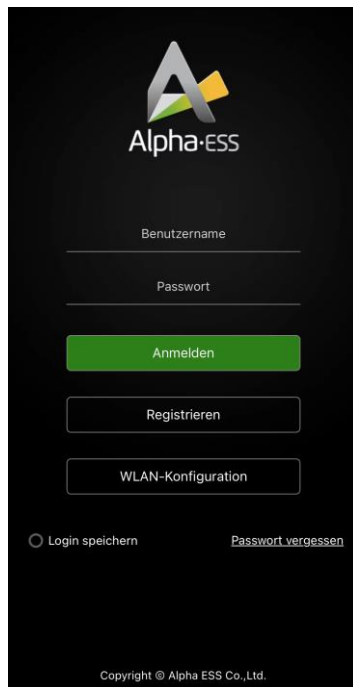 Alpha·ESS
Benutzername
Passwort
Anmelden
Registrieren
WLAN-Konfiguration
Login speichern Passwort vergessen
Copyright © Alpha ESS Co.,Ltd.